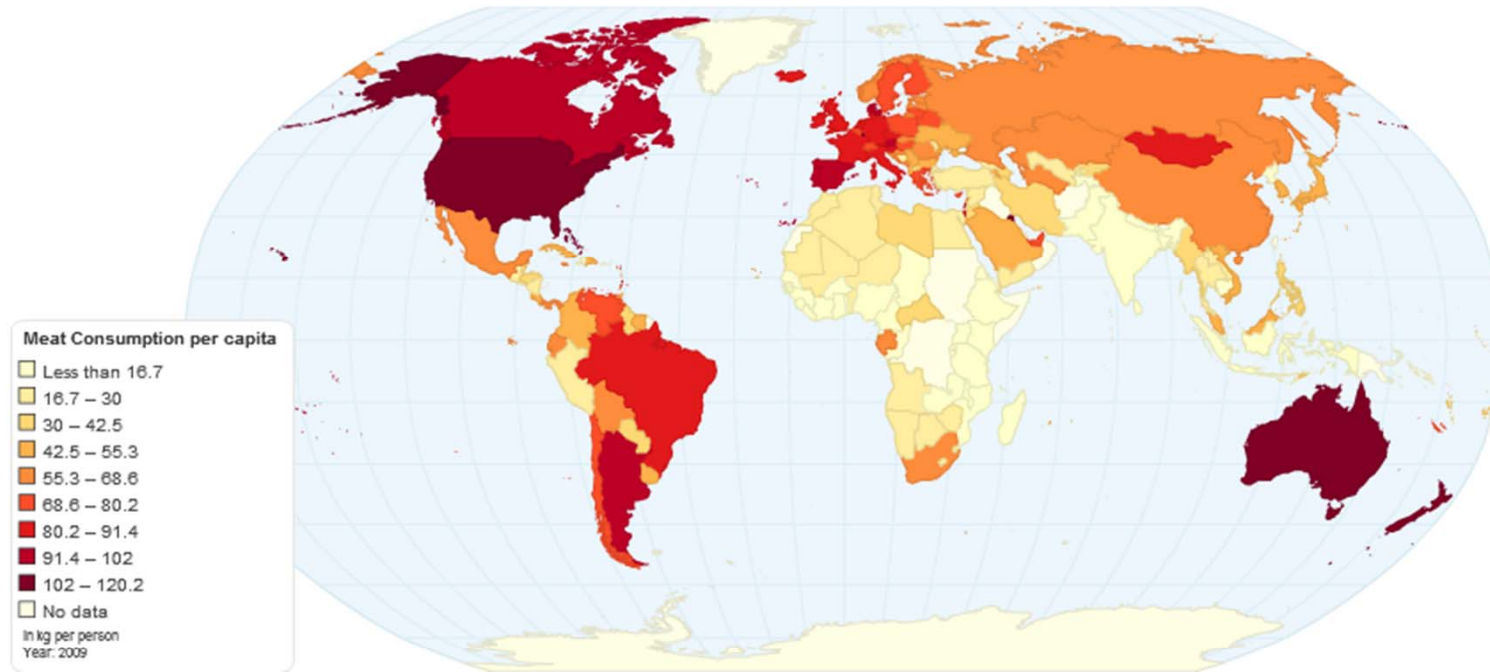 Meat Consumption per capita
Less than 16.7
16.7 – 30
30 – 42.5
42.5 – 55.3
55.3 – 68.6
68.6 – 80.2
80.2 – 91.4
91.4 – 102
102 – 120.2
No data
In kg per person
Year: 2009